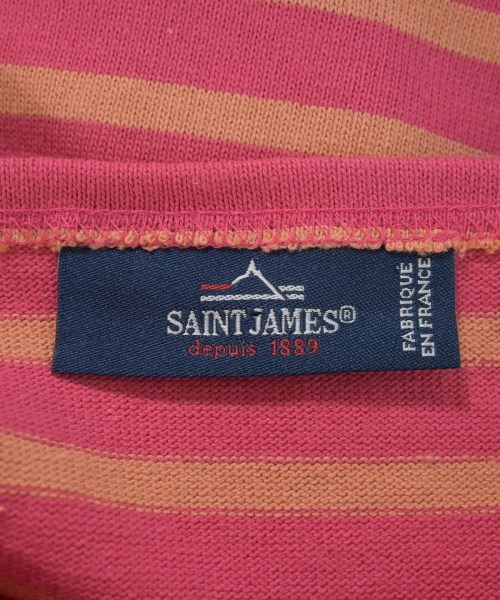 SAINT JAMES®
depuis 1889
FABRIQUÉ
EN FRANCE